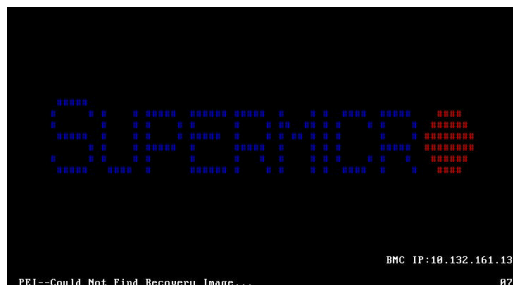 SUPERMICRO
BMC IP:10.132.161.13
PEI--Could Not Find Recovery Image...
07